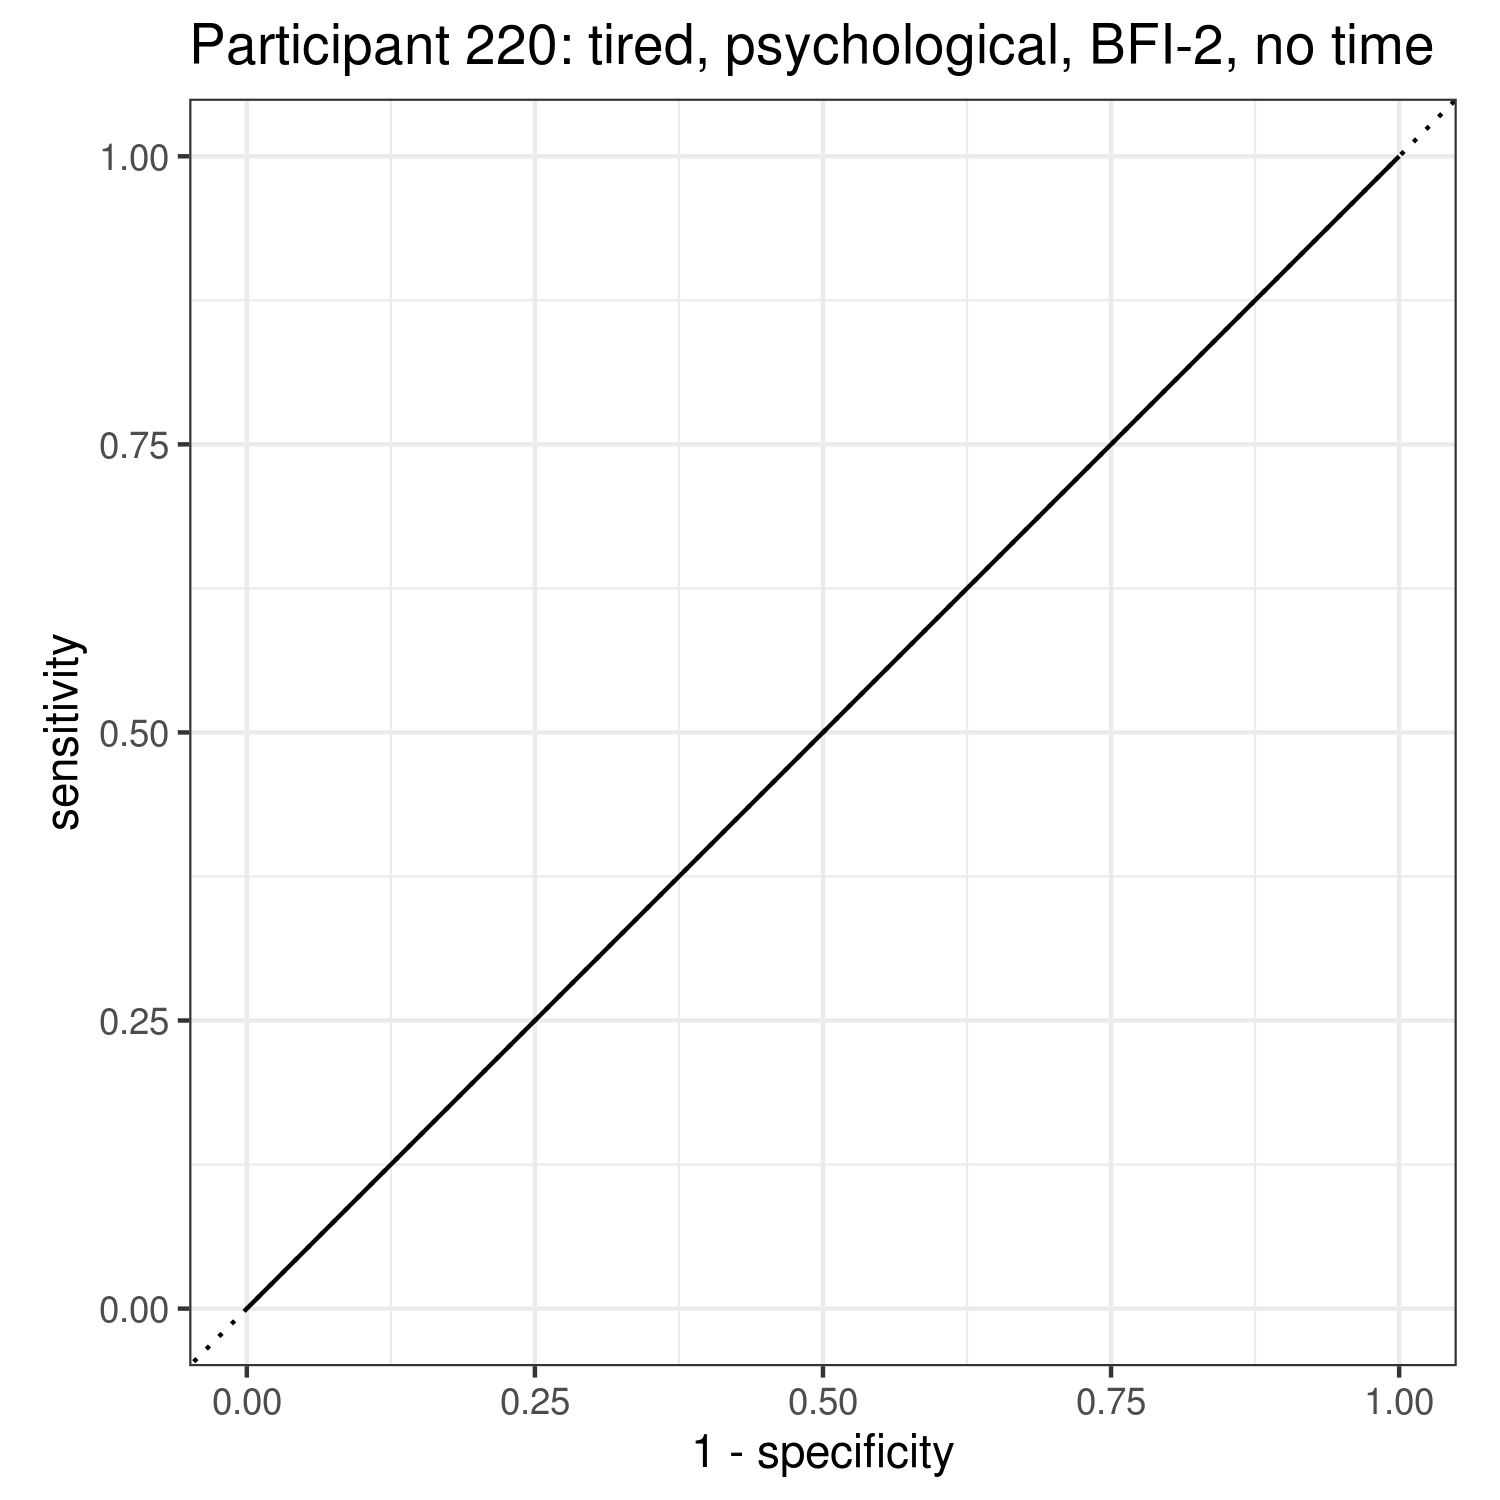 Participant 220: tired, psychological, BFI-2, no time
1.00
0.75
0.50
0.25
0.00
sensitivity
0.00 0.25 0.50 0.75 1.00
1 - specificity